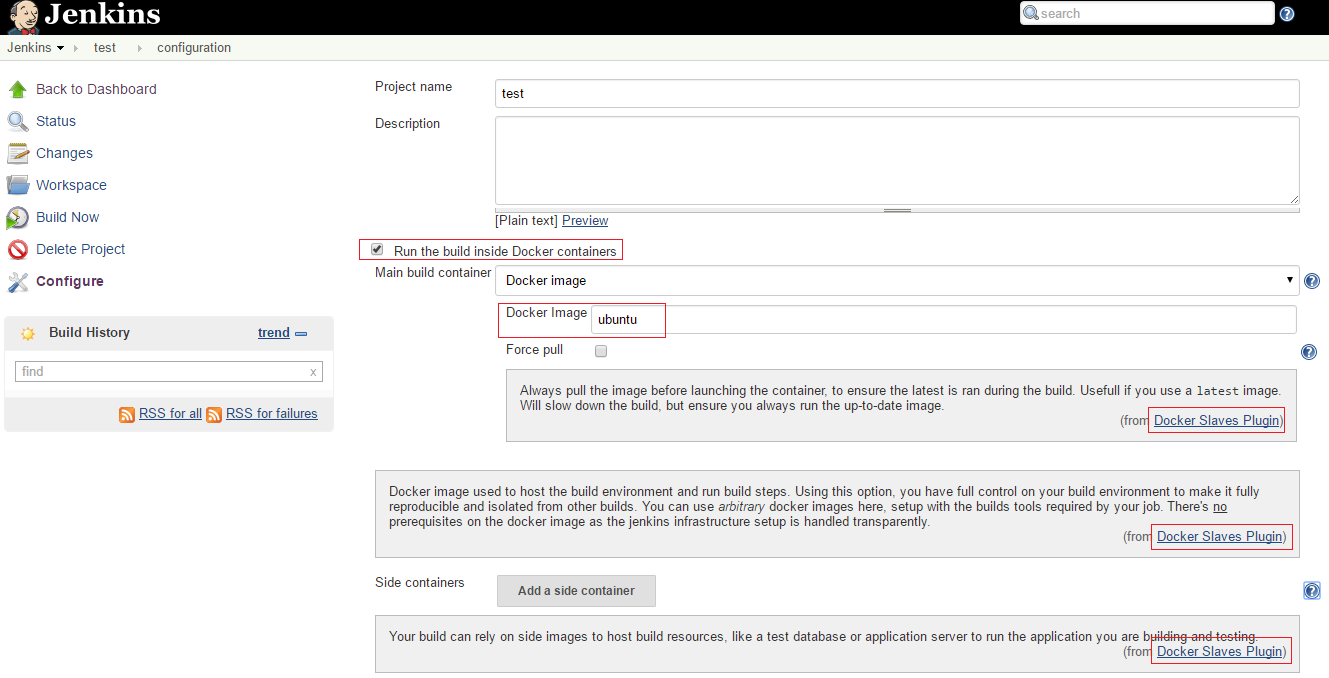 Jenkins
search
Jenkins test configuration
Back to Dashboard
Status
Changes
Workspace
Build Now
Delete Project
Configure
Build History trend
find x
RSS for all RSS for failures
Project name test
Description
[Plain text] Preview
Run the build inside Docker containers
Main build container Docker image
Docker Image ubuntu
Force pull
Always pull the image before launching the container, to ensure the latest is ran during the build. Usefull if you use a latest image.
Will slow down the build, but ensure you always run the up-to-date image.
(from Docker Slaves Plugin)
Docker image used to host the build environment and run build steps. Using this option, you have full control on your build environment to make it fully
reproducible and isolated from other builds. You can use arbitrary docker images here, setup with the builds tools required by your job. There's no
prerequisites on the docker image as the jenkins infrastructure setup is handled transparently.
(from Docker Slaves Plugin)
Side containers Add a side container
Your build can rely on side images to host build resources, like a test database or application server to run the application you are building and testing.
(from Docker Slaves Plugin)